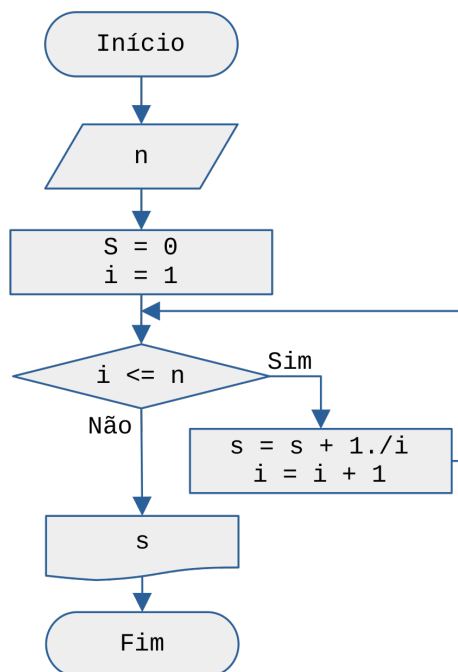 Início
n
S = 0
i = 1
i <= n
Sim
Não
s = s + 1./i
i = i + 1
s
Fim